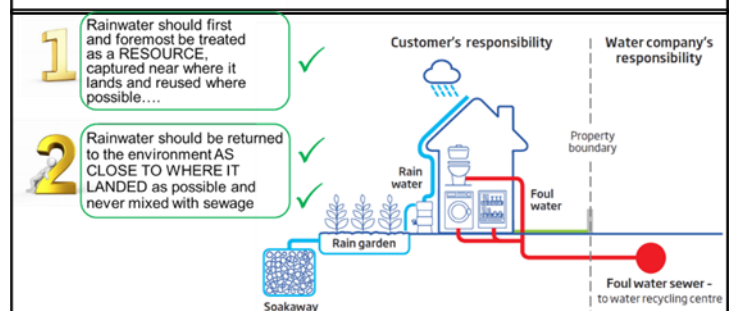 1
Rainwater should first
and foremost be treated
as a RESOURCE,
captured near where it
lands and reused where
possible….
2
Rainwater should be returned
to the environment AS
CLOSE TO WHERE IT
LANDED as possible and
never mixed with sewage
Customer's responsibility
Water company's
responsibility
Property
boundary
Rain
water
Foul
water
Rain garden
Soakaway
Foul water sewer -
to water recycling centre